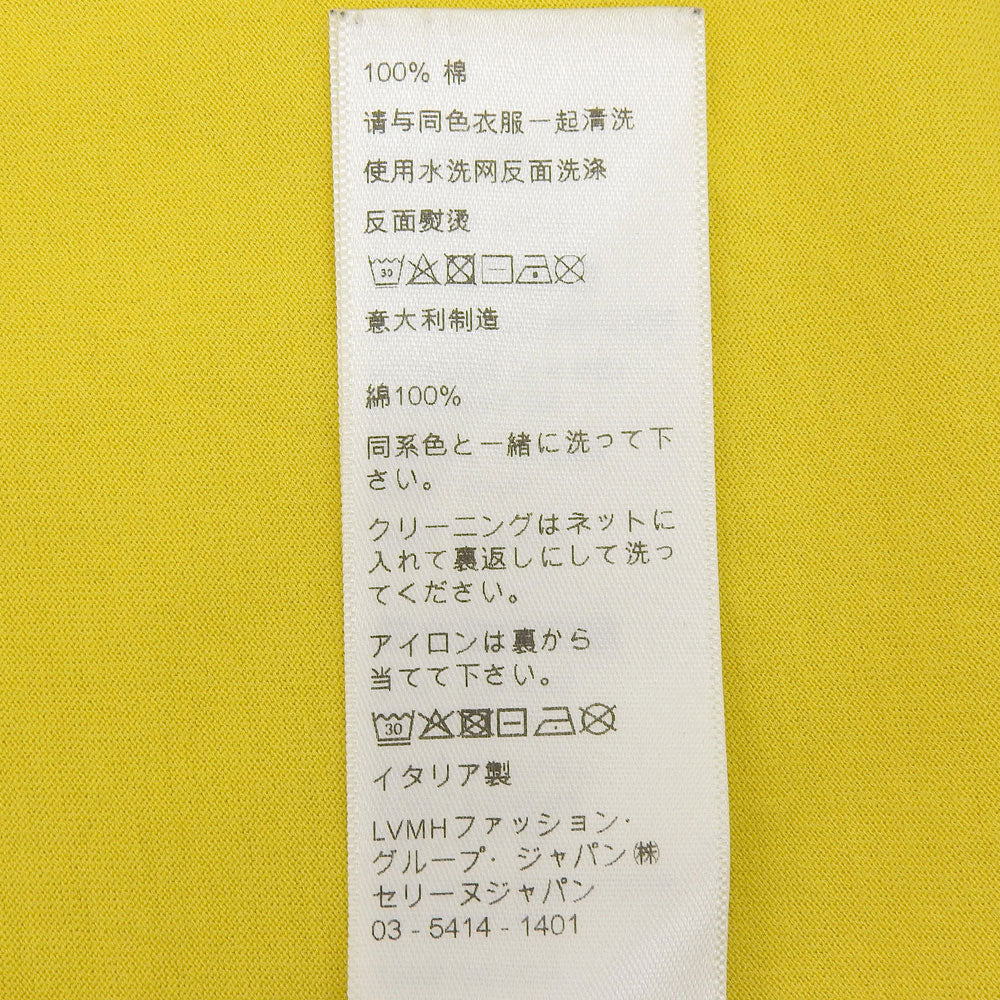 100% 棉
请与同色衣服一起清洗
使用水洗网反面洗涤
反面熨烫
30
意大利制造
綿100%
同系色と一緒に洗って下
さい。
クリーニングはネットに
入れて裏返しにして洗っ
てください。
アイロンは裏から
当てて下さい。
30
イタリア製
LVMHファッション·
グループ· ジャパン㈱
セリーヌジャパン
03 - 5414 - 1401